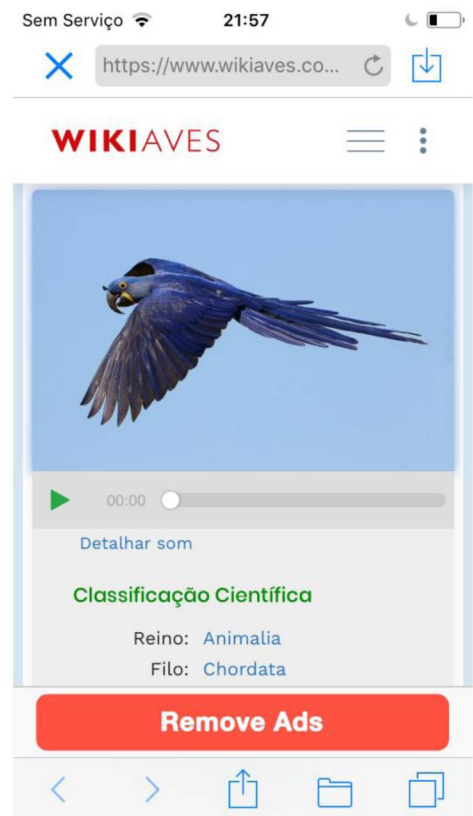 Sem Serviço 21:57
https://www.wikiaves.co...
WIKIAVES
00:00
Detalhar som
Classificação Científica
Reino: Animalia
Filo: Chordata
Remove Ads